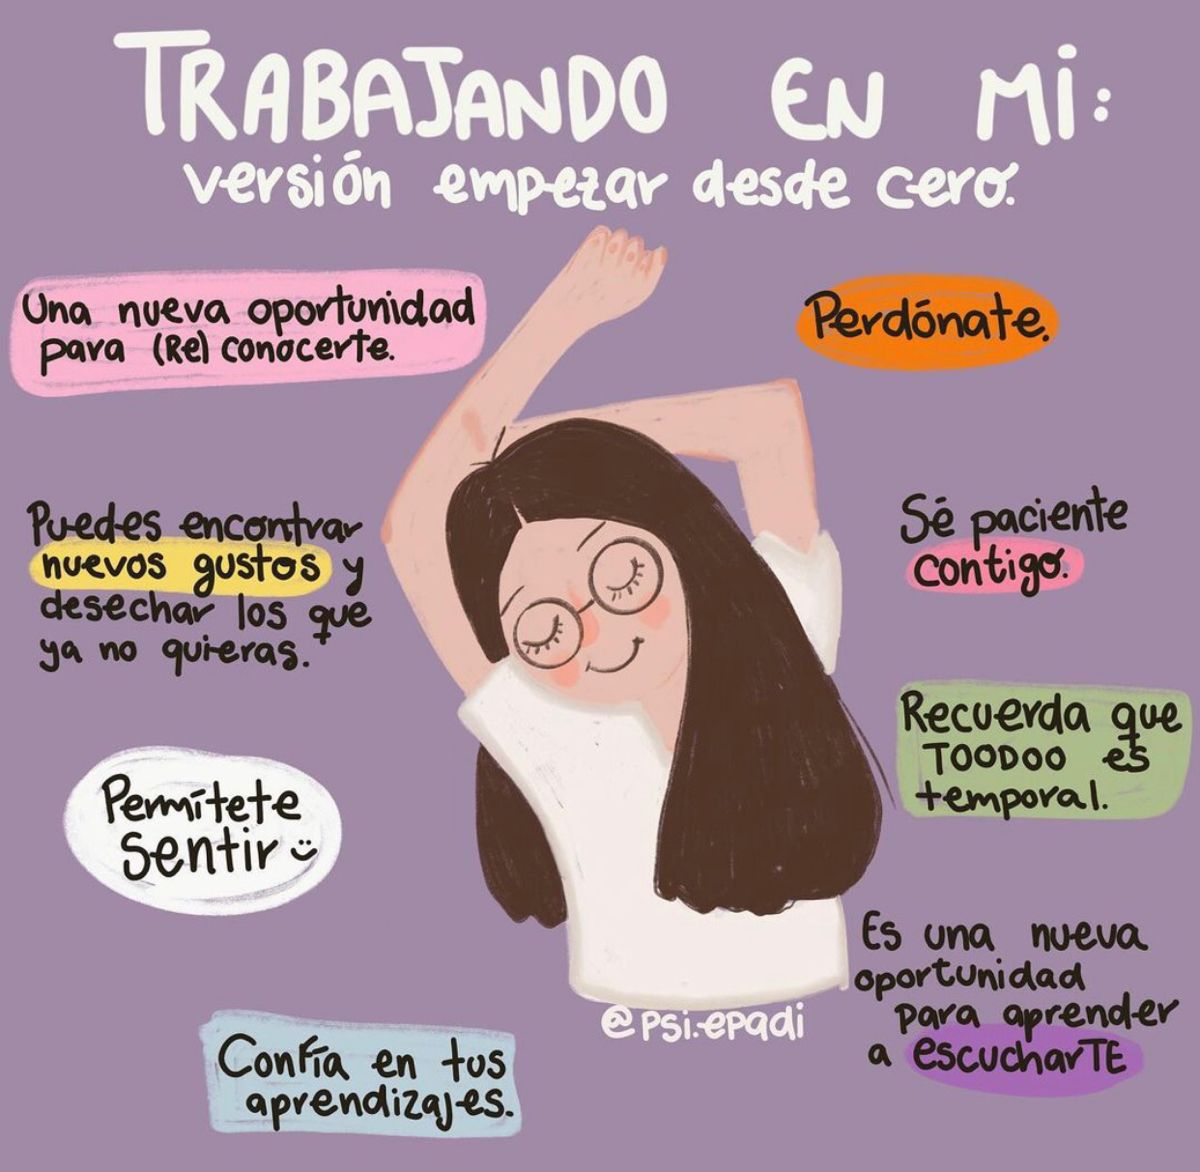 TRABAJANDO EN Mi:
versión empezar desde cero.
Una nueva oportunidad
para (Re) conocerte.
Perdónate.
Puedes encontrar
nuevos gustos y
desechar los que
ya no quieras.
Sé paciente
contigo.
Recuerda que
TOODOO es
temporal.
Permítete
sentir
Es una nueva
oportunidad
para aprender
a escucharTE
@psi.epadi
Confía en tus
aprendizajes.